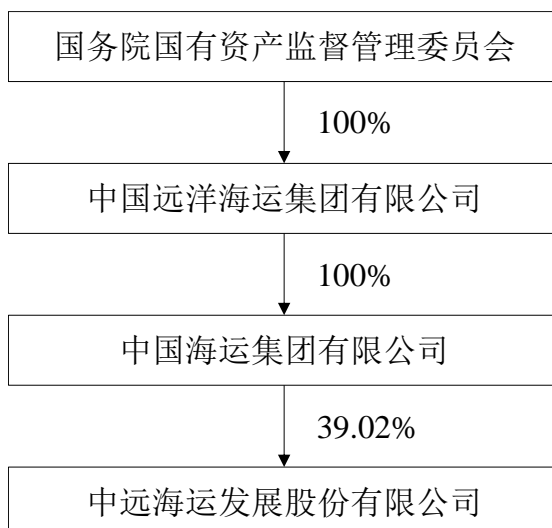 国务院国有资产监督管理委员会
100%
中国远洋海运集团有限公司
100%
中国海运集团有限公司
39.02%
中远海运发展股份有限公司